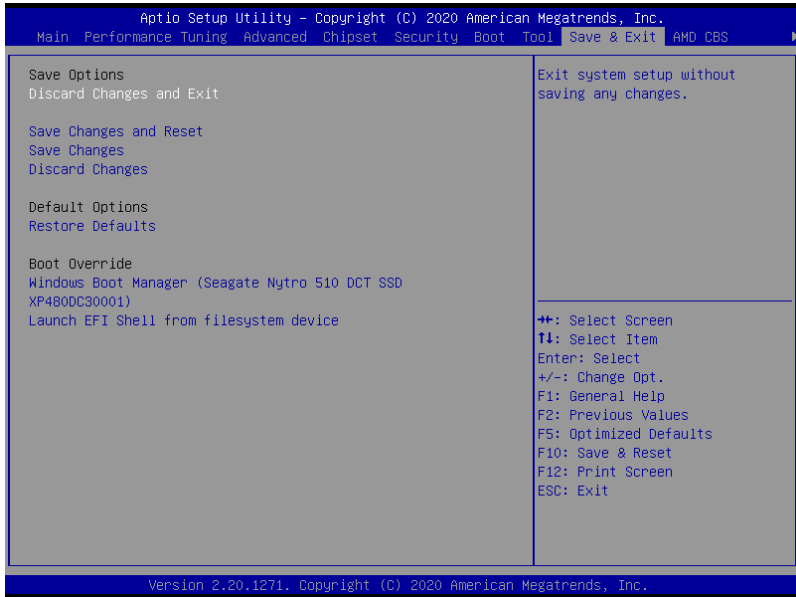 Aptio Setup Utility – Copyright (C) 2020 American Megatrends, Inc.
Main Performance Tuning Advanced Chipset Security Boot Tool Save & Exit AMD CBS
Save Options
Discard Changes and Exit
Save Changes and Reset
Save Changes
Discard Changes
Default Options
Restore Defaults
Boot Override
Windows Boot Manager (Seagate Nytro 510 DCT SSD
XP480DC30001)
Launch EFI Shell from filesystem device
Exit system setup without
saving any changes.
→←: Select Screen
↑↓: Select Item
Enter: Select
+/-: Change Opt.
F1: General Help
F2: Previous Values
F5: Optimized Defaults
F10: Save & Reset
F12: Print Screen
ESC: Exit
Version 2.20.1271. Copyright (C) 2020 American Megatrends, Inc.